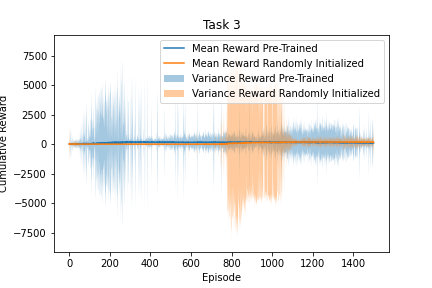 Task 3
Mean Reward Pre-Trained
Mean Reward Randomly Initialized
Variance Reward Pre-Trained
Variance Reward Randomly Initialized
Cumulative Reward
7500
5000
2500
0
−2500
−5000
−7500
0 200 400 600 800 1000 1200 1400
Episode